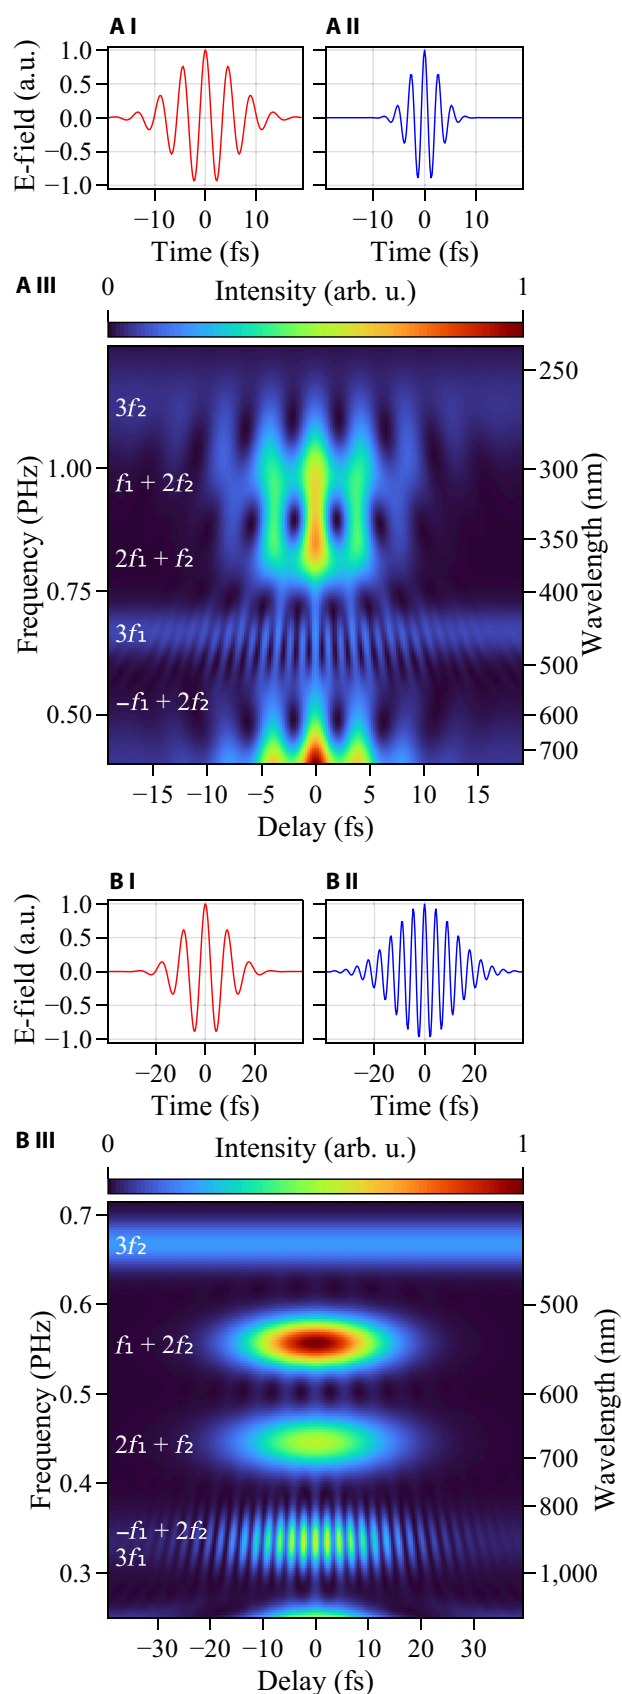 A I A II
1.0
0.5
0.0
−0.5
−1.0
E-field (a.u.)
−10 0 10 −10 0 10
Time (fs) Time (fs)
A III 0 Intensity (arb. u.) 1
3f₂
f₁ + 2f₂
2f₁ + f₂
3f₁
−f₁ + 2f₂
1.00
0.75
0.50
Frequency (PHz)
250
300
350
400
500
600
700
Wavelength (nm)
−15 −10 −5 0 5 10 15
Delay (fs)
B I B II
1.0
0.5
0.0
−0.5
−1.0
E-field (a.u.)
−20 0 20 −20 0 20
Time (fs) Time (fs)
B III 0 Intensity (arb. u.) 1
3f₂
f₁ + 2f₂
2f₁ + f₂
−f₁ + 2f₂
3f₁
0.7
0.6
0.5
0.4
0.3
Frequency (PHz)
500
600
700
800
1,000
Wavelength (nm)
−30 −20 −10 0 10 20 30
Delay (fs)